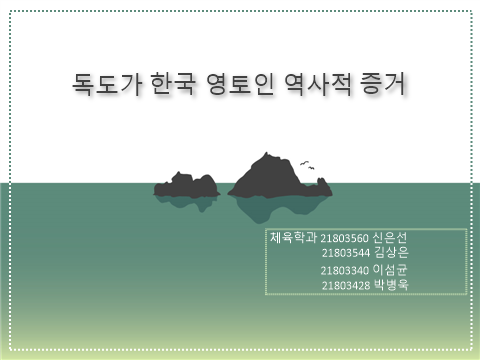 독도가 한국 영토인 역사적 증거
체육학과 21803560 신은선
21803544 김상은
21803340 이섬균
21803428 박병욱